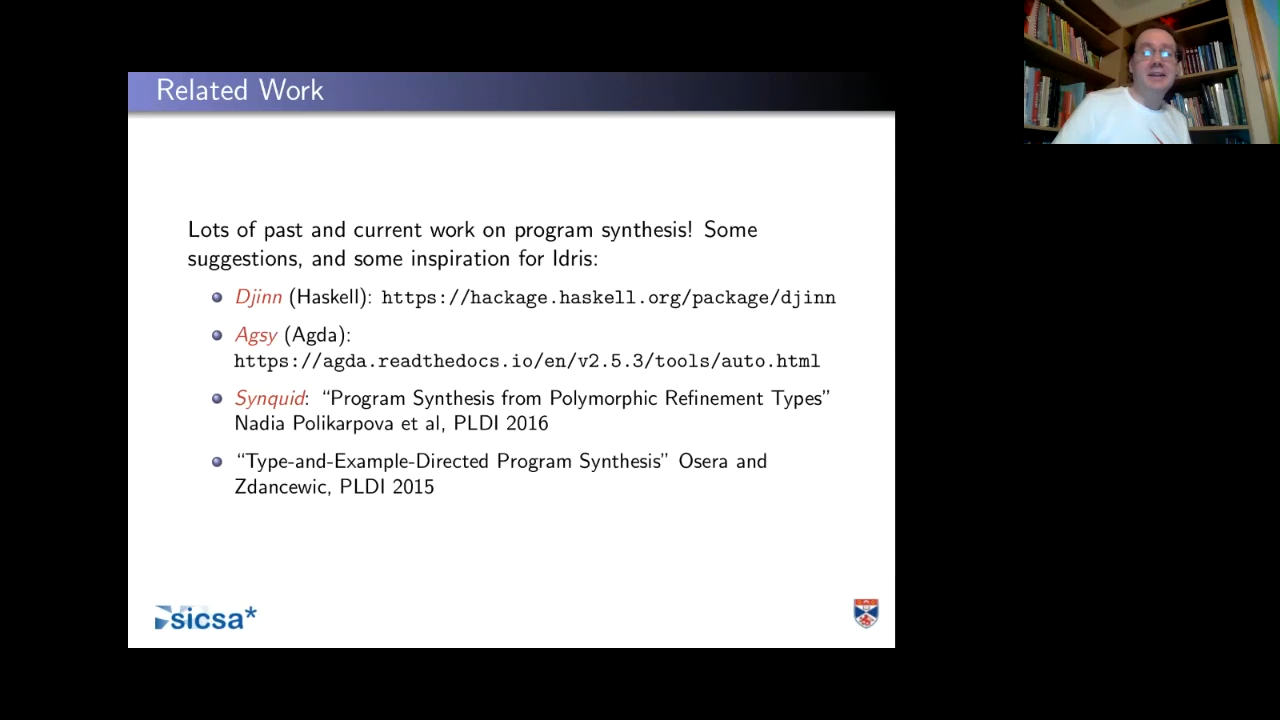 Related Work
Lots of past and current work on program synthesis! Some
suggestions, and some inspiration for Idris:
Djinn (Haskell): https://hackage.haskell.org/package/djinn
Agsy (Agda):
https://agda.readthedocs.io/en/v2.5.3/tools/auto.html
Synquid: “Program Synthesis from Polymorphic Refinement Types”
Nadia Polikarpova et al, PLDI 2016
“Type-and-Example-Directed Program Synthesis” Osera and
Zdancewic, PLDI 2015
sicsa*